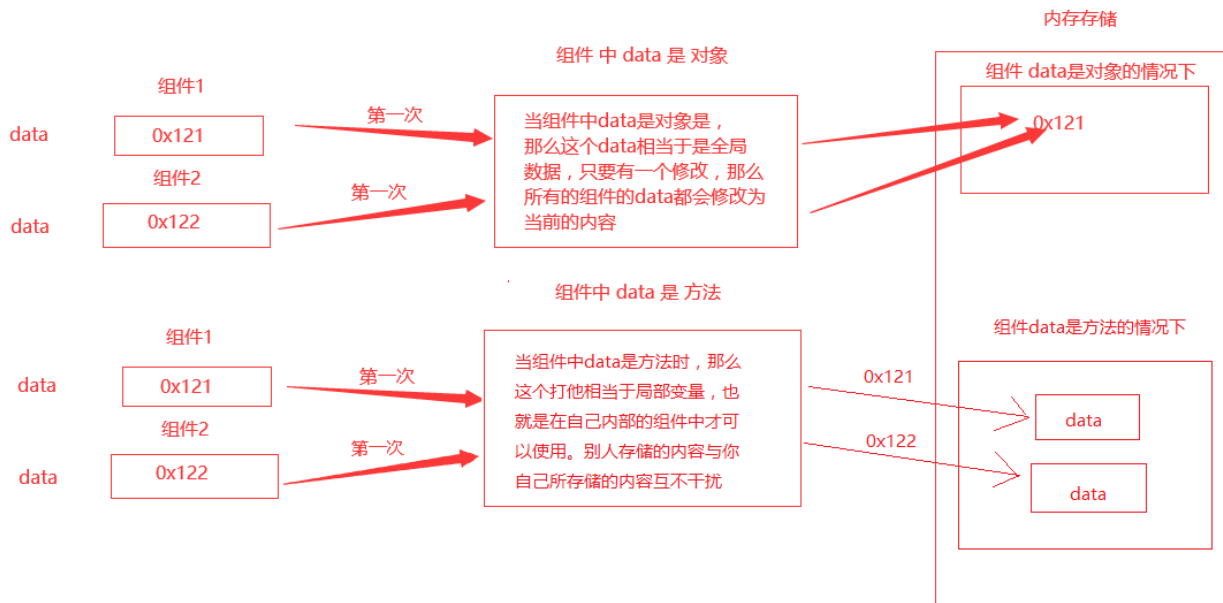 内存存储
组件 中 data 是 对象
组件 data是对象的情况下
组件1
data
0x121
第一次
组件2
data
0x122
第一次
当组件中data是对象是，
那么这个data相当于是全局
数据，只要有一个修改，那么
所有的组件的data都会修改为
当前的内容
0x121
组件中 data 是 方法
组件data是方法的情况下
组件1
data
0x121
第一次
组件2
data
0x122
第一次
当组件中data是方法时，那么
这个打他相当于局部变量，也
就是在自己内部的组件中才可
以使用。别人存储的内容与你
自己所存储的内容互不干扰
0x121
data
0x122
data